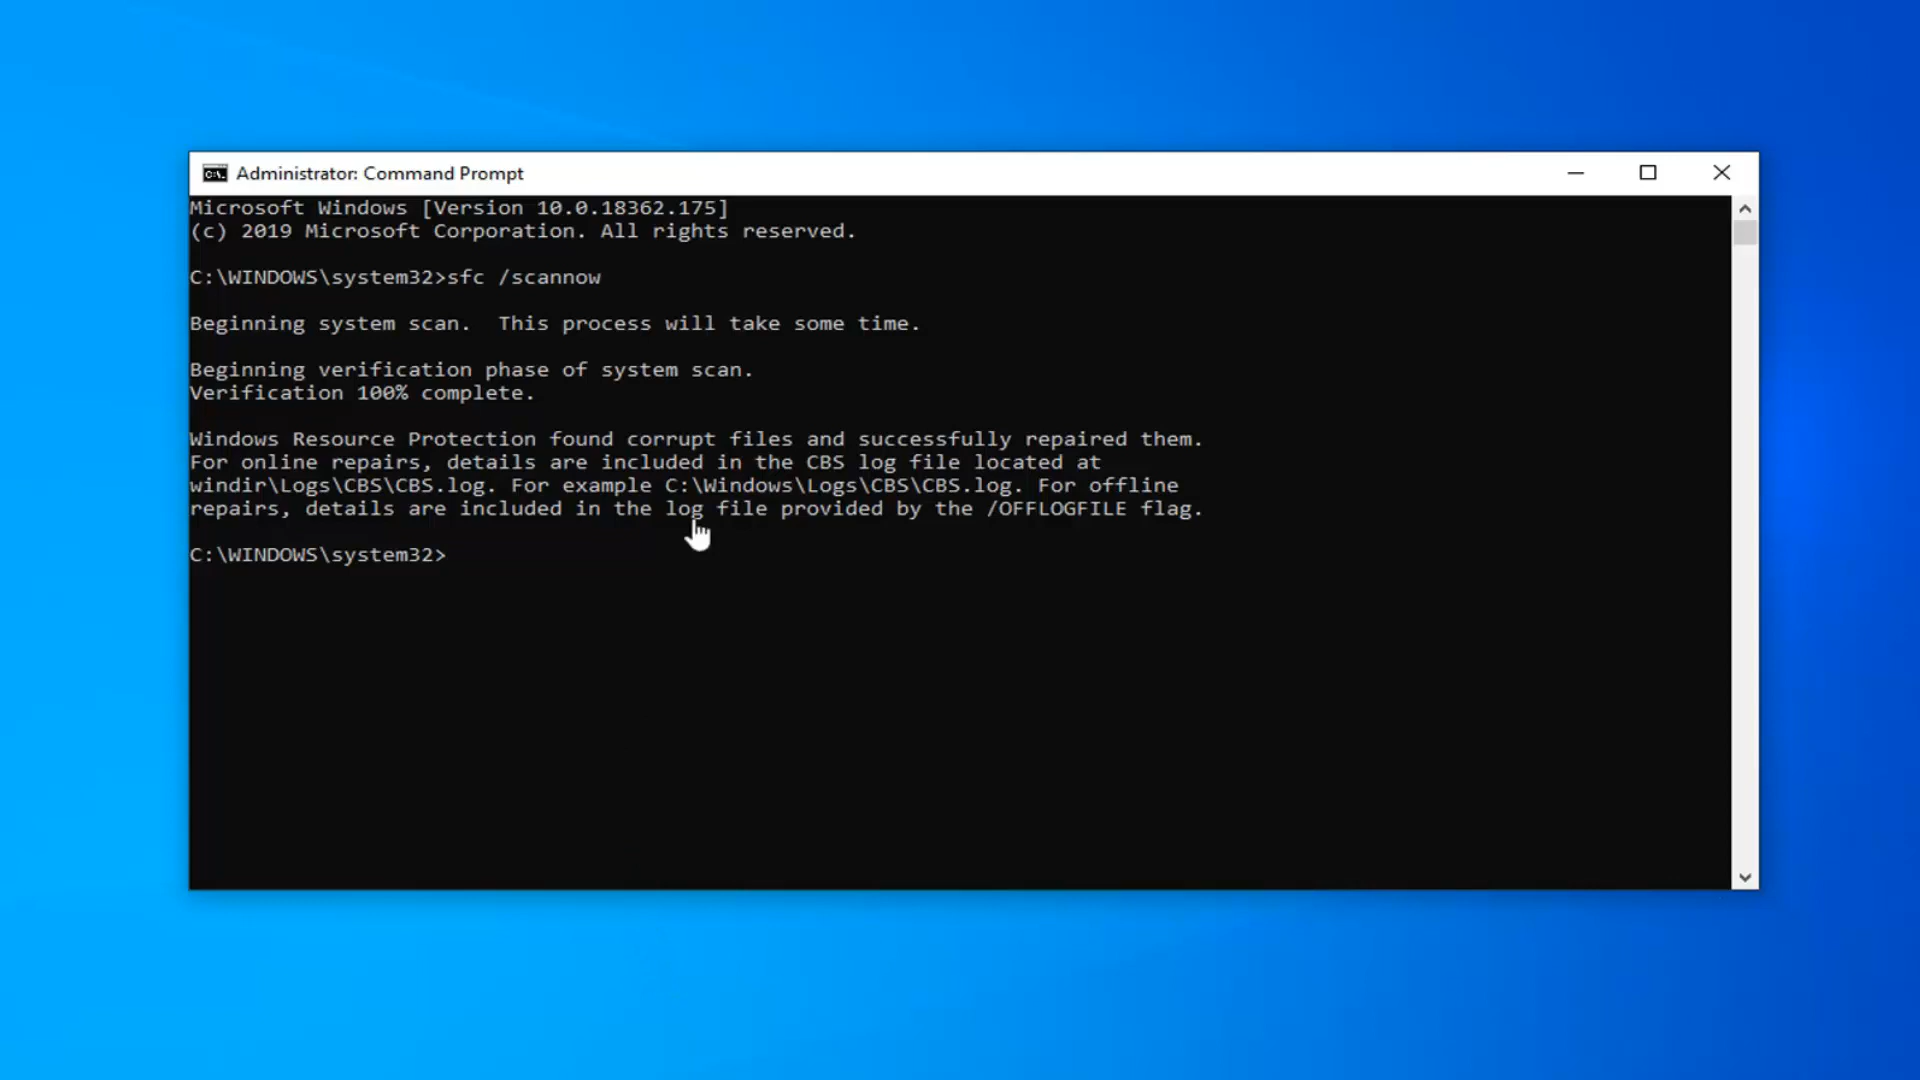 Administrator: Command Prompt
Microsoft Windows [Version 10.0.18362.175]
(c) 2019 Microsoft Corporation. All rights reserved.
C:\WINDOWS\system32>sfc /scannow
Beginning system scan.  This process will take some time.
Beginning verification phase of system scan.
Verification 100% complete.
Windows Resource Protection found corrupt files and successfully repaired them.
For online repairs, details are included in the CBS log file located at
windir\Logs\CBS\CBS.log. For example C:\Windows\Logs\CBS\CBS.log. For offline
repairs, details are included in the log file provided by the /OFFLOGFILE flag.
C:\WINDOWS\system32>